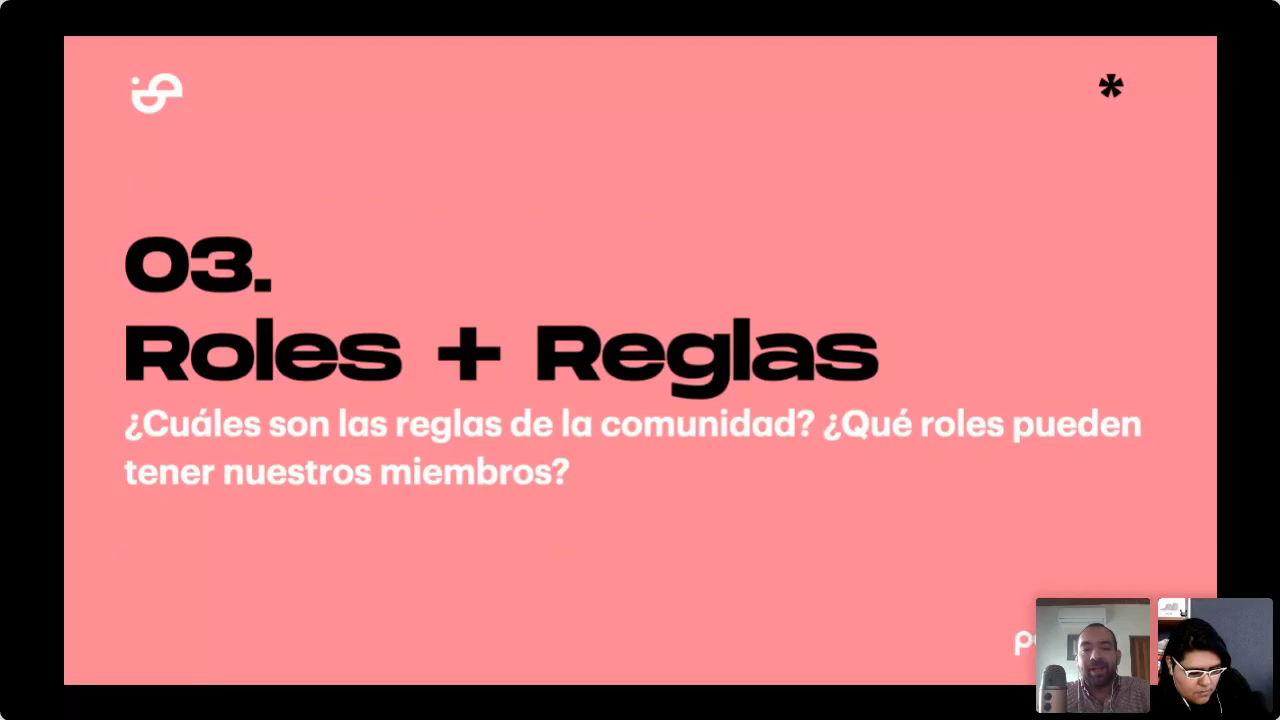 *
03.
Roles + Reglas
¿Cuáles son las reglas de la comunidad? ¿Qué roles pueden
tener nuestros miembros?